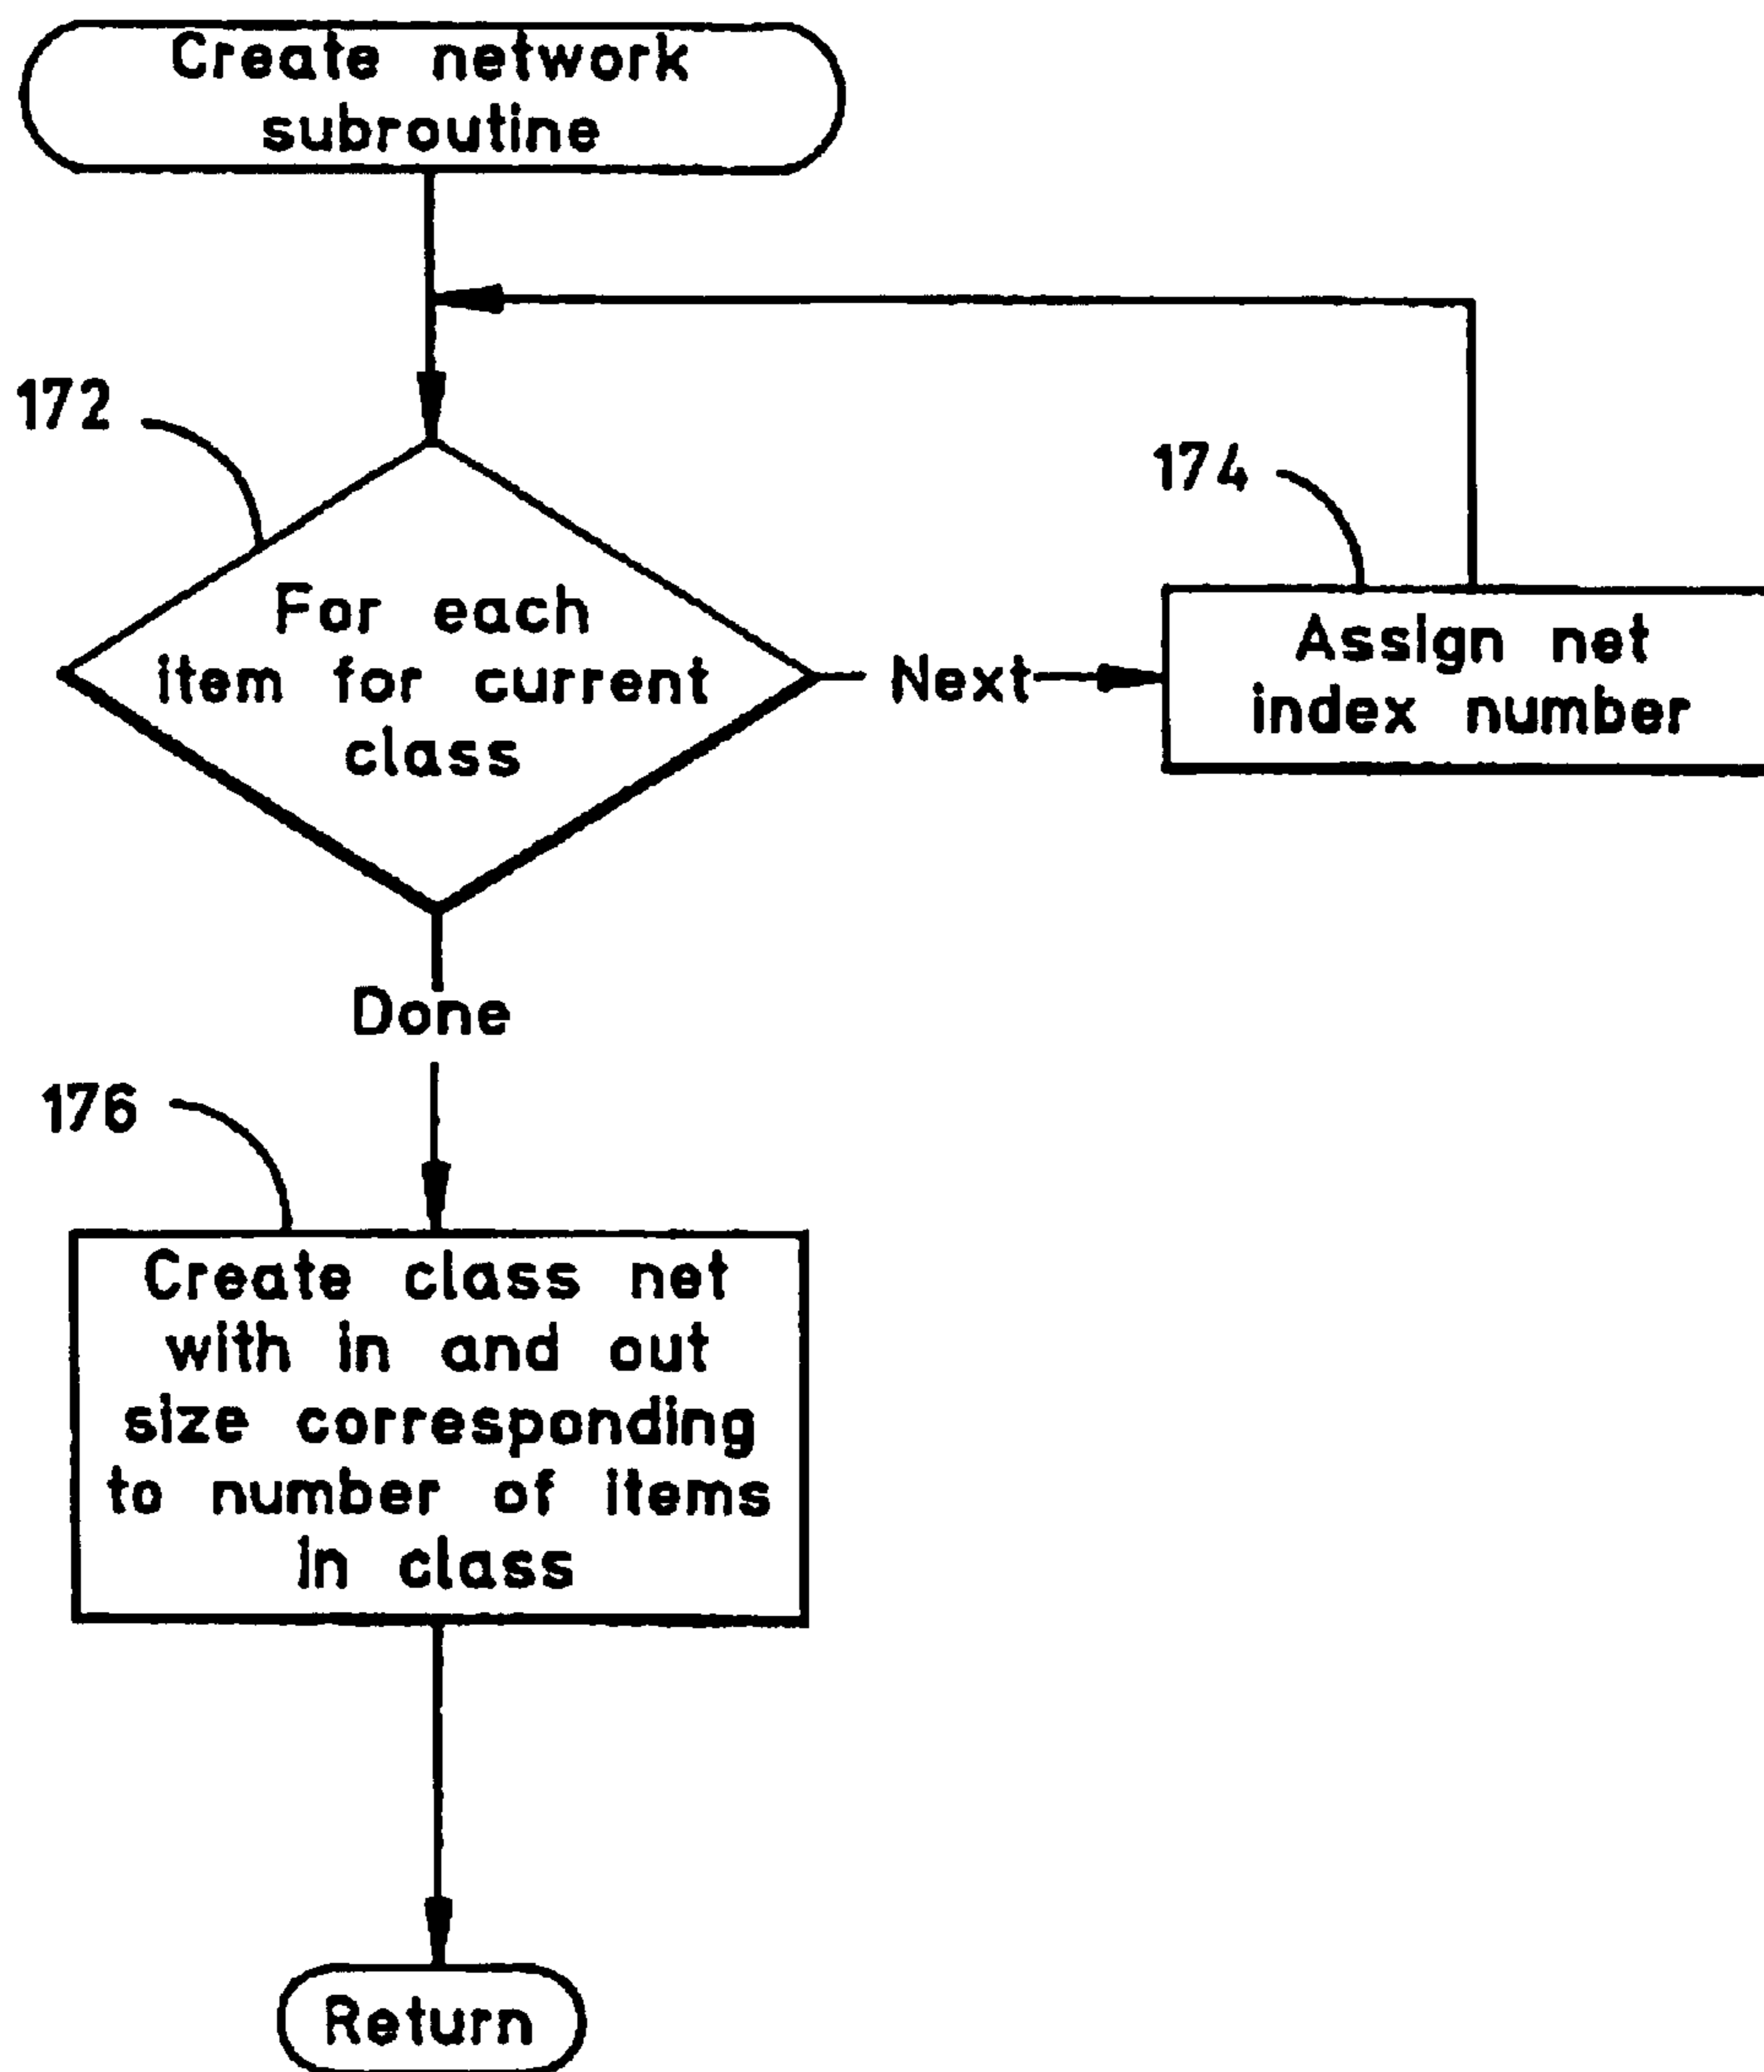 Create network
subroutine
172
For each
item for current
class
Next
174
Assign net
index number
Done
176
Create class net
with in and out
size corresponding
to number of items
in class
Return